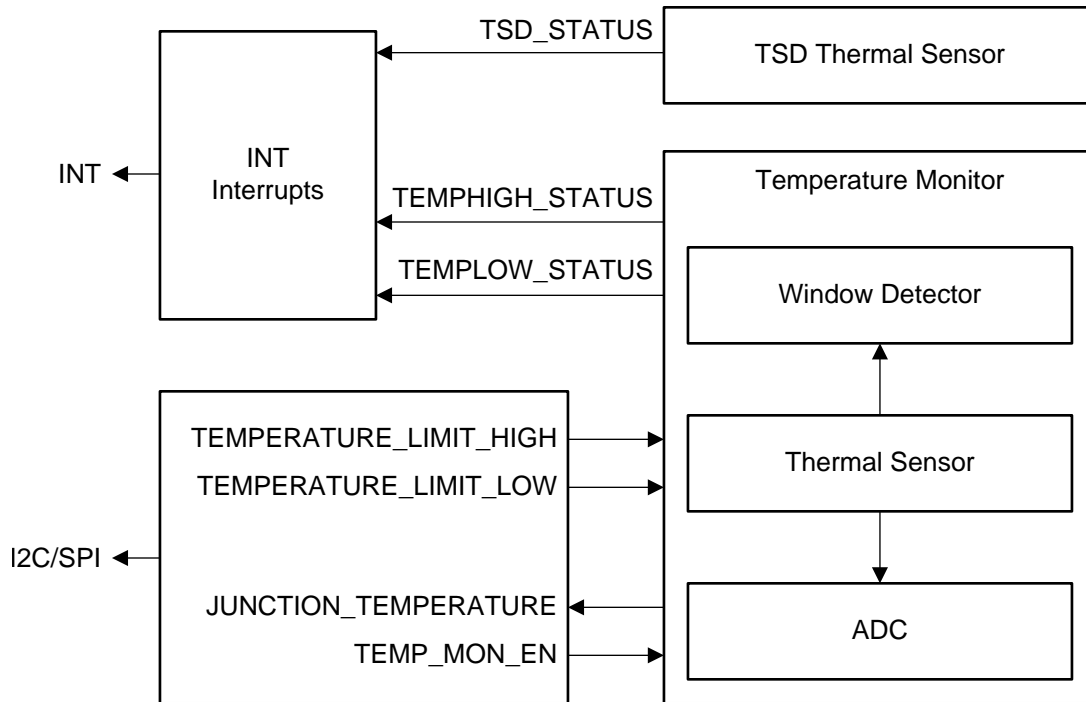 TSD_STATUS
TSD Thermal Sensor
INT
INT
Interrupts
Temperature Monitor
TEMPHIGH_STATUS
TEMPLOW_STATUS
Window Detector
TEMPERATURE_LIMIT_HIGH
Thermal Sensor
TEMPERATURE_LIMIT_LOW
I2C/SPI
JUNCTION_TEMPERATURE
ADC
TEMP_MON_EN